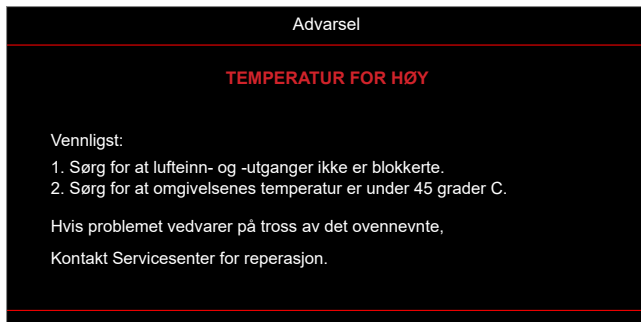 Advarsel
TEMPERATUR FOR HØY
Vennligst:
1. Sørg for at lufteinn- og -utganger ikke er blokkerte.
2. Sørg for at omgivelsenes temperatur er under 45 grader C.
Hvis problemet vedvarer på tross av det ovennevnte,
Kontakt Servicesenter for reperasjon.